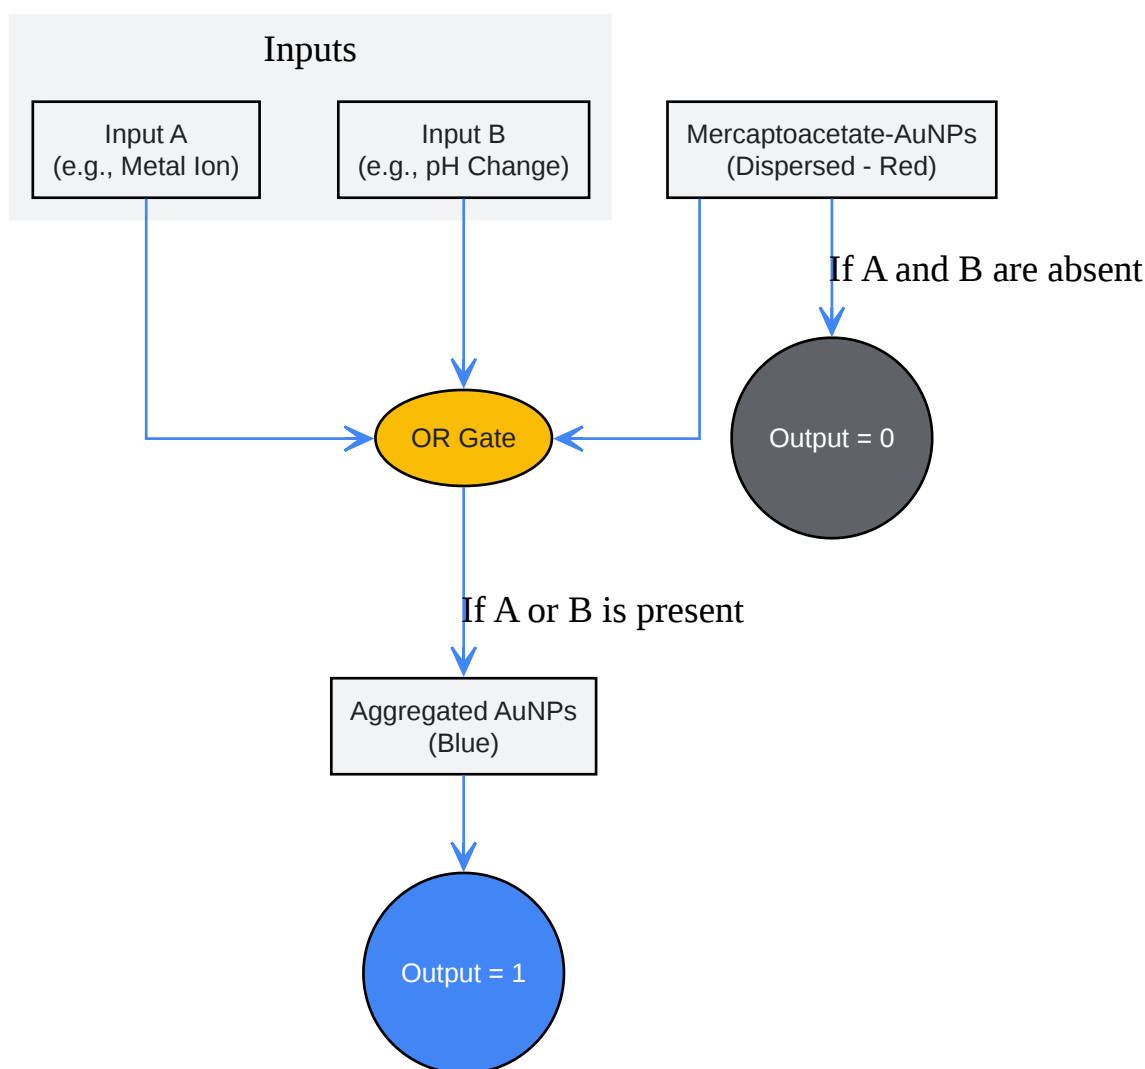 Inputs
Input A
(e.g., Metal Ion)
Input B
(e.g., pH Change)
Mercaptoacetate-AuNPs
(Dispersed - Red)
If A and B are absent
OR Gate
Output = 0
If A or B is present
Aggregated AuNPs
(Blue)
Output = 1